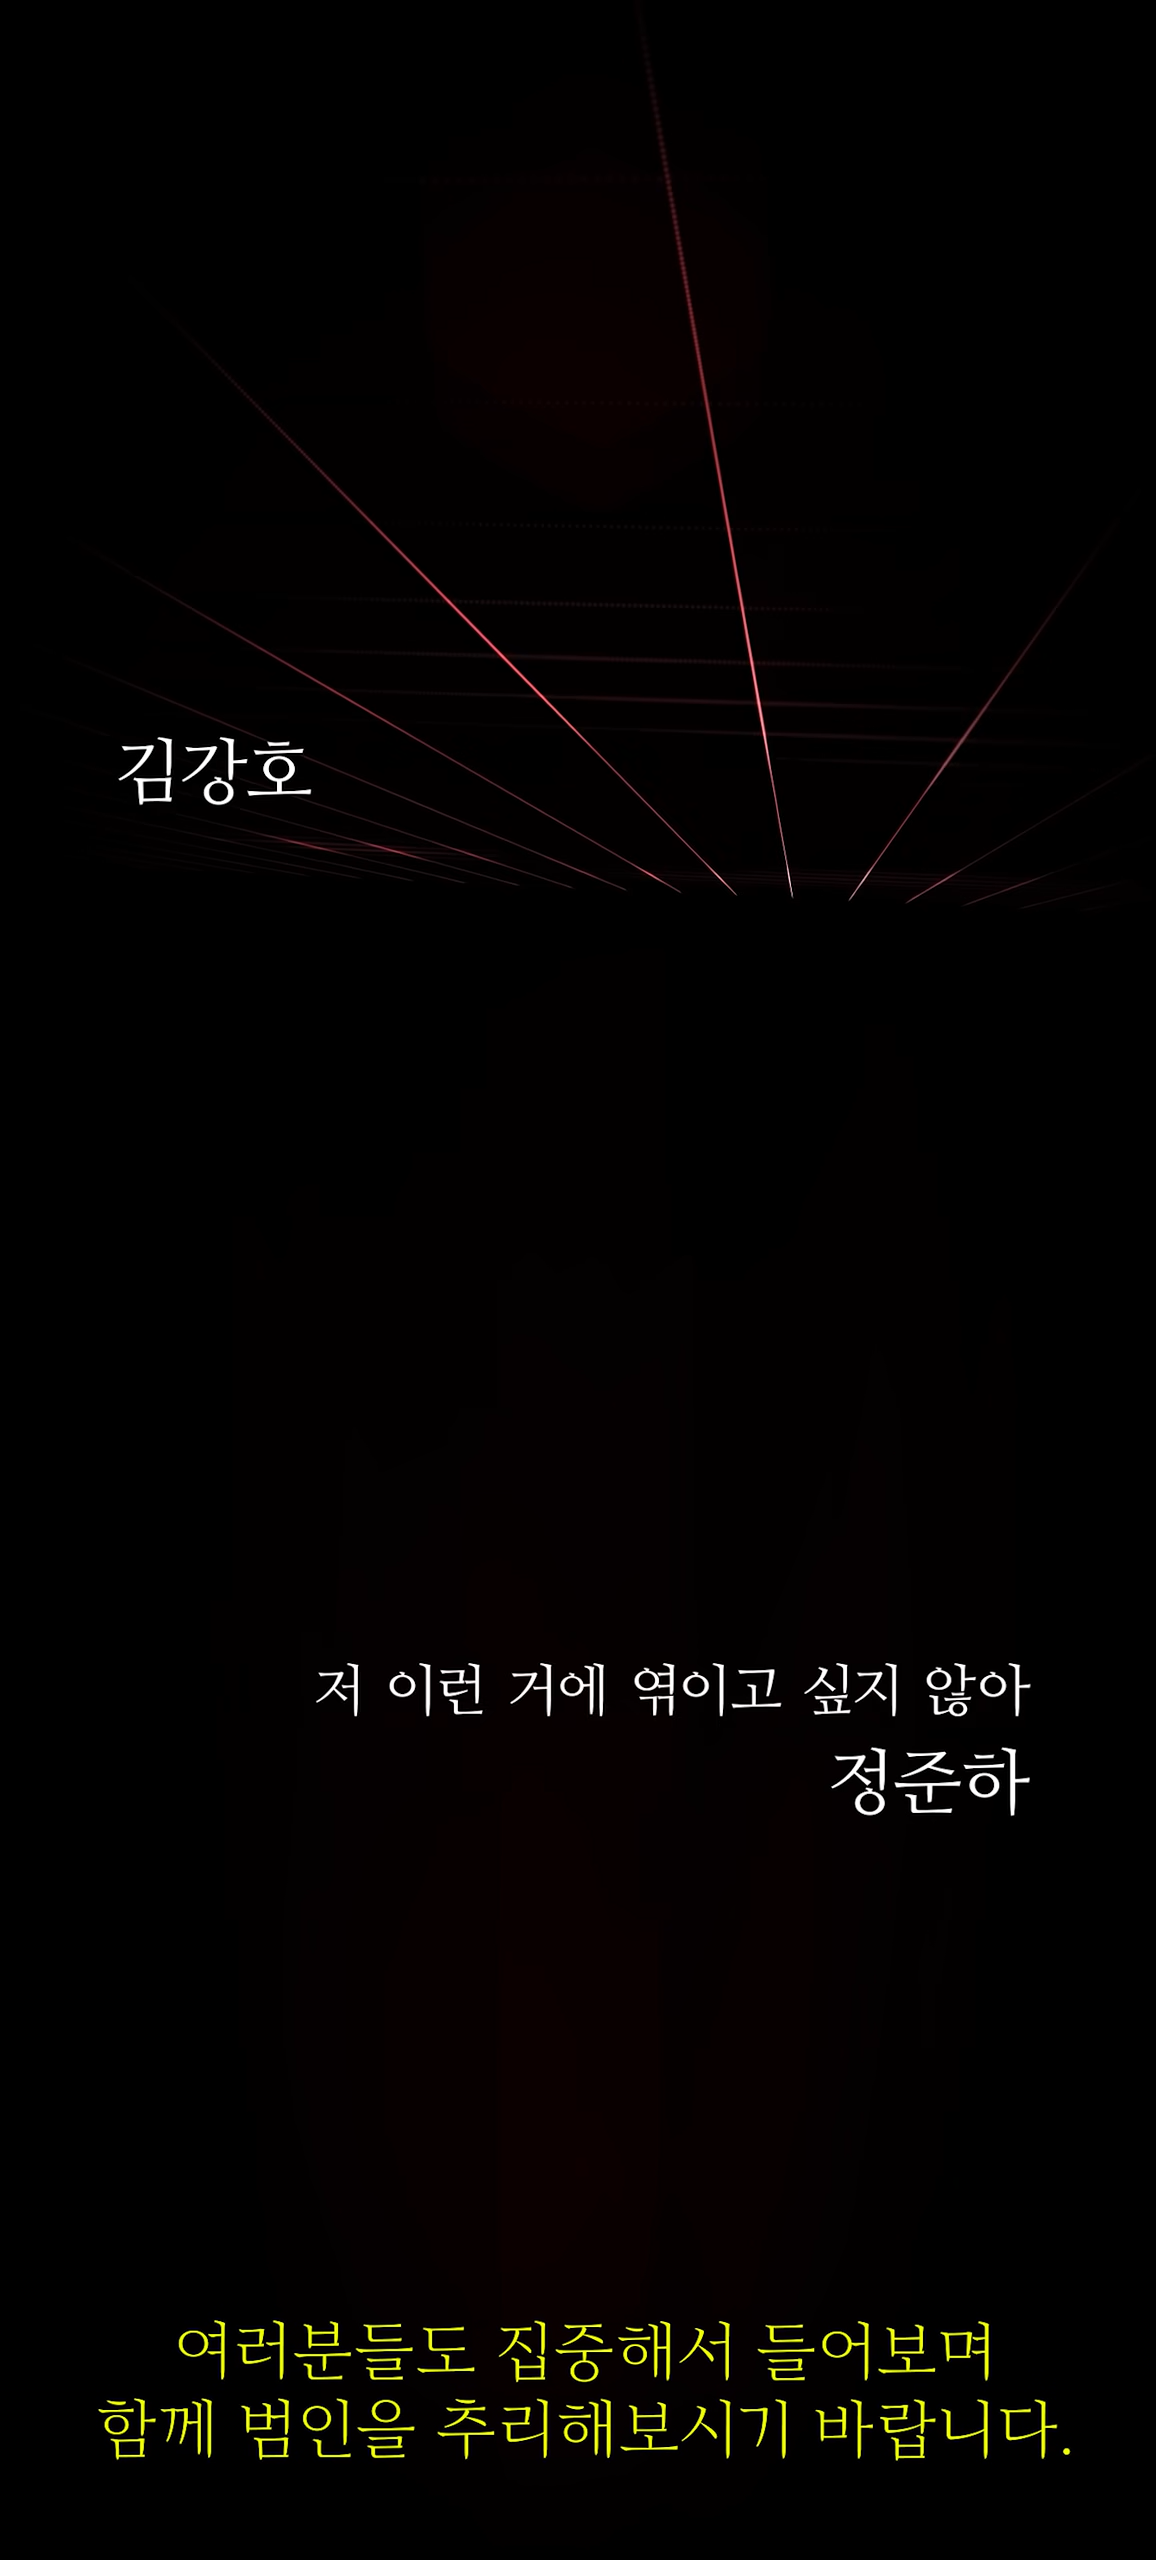 김강호
저 이런 거에 엮이고 싶지 않아
정준하
여러분들도 집중해서 들어보며
함께 범인을 추리해보시기 바랍니다.